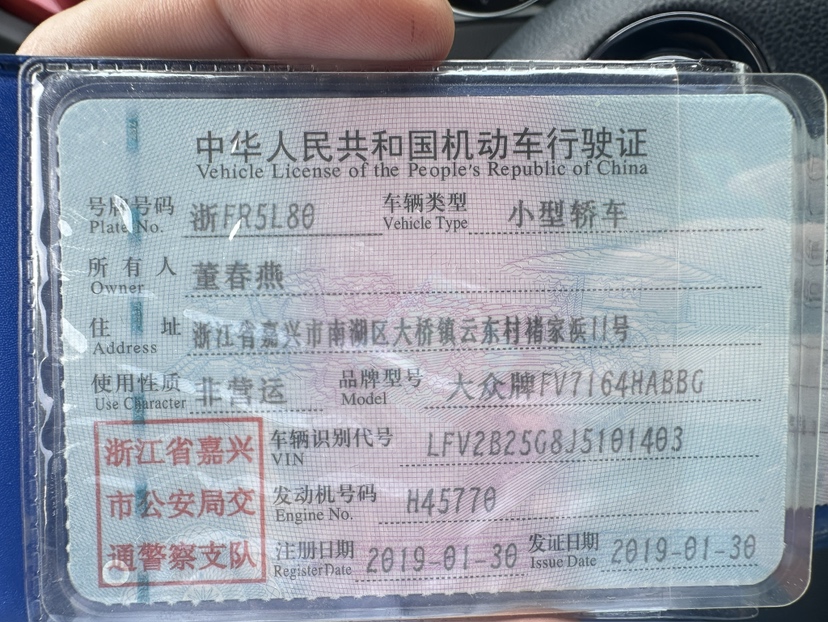 中华人民共和国机动车行驶证
Vehicle License of the People's Republic of China
号牌号码 浙FR5L80 车辆类型 小型轿车
Plate No. Vehicle Type
所有人 董春燕
Owner
住址 浙江省嘉兴市南湖区大桥镇云东村褚家浜11号
Address
使用性质 非营运 品牌型号 大众牌FV7164HABBG
Use Character Model
车辆识别代号 LFV2B25G8J5101403
VIN
发动机号码 H45770
Engine No.
注册日期 2019-01-30 发证日期 2019-01-30
Register Date Issue Date
浙江省嘉兴
市公安局交
通警察支队